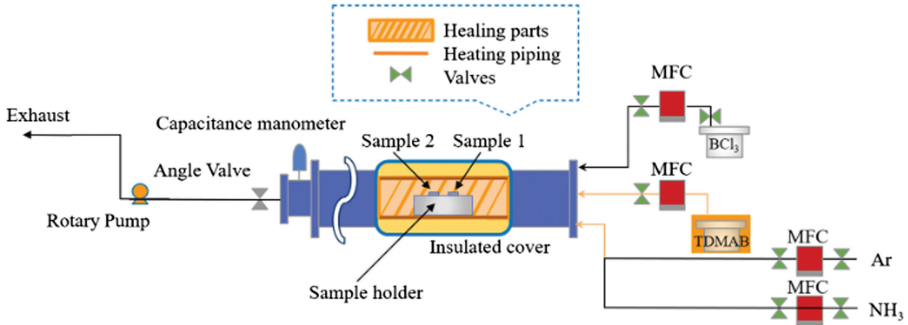 Healing parts
Heating piping
Valves
MFC
Exhaust
Capacitance manometer
Sample 2
Sample 1
BCl₃
Angle Valve
MFC
Rotary Pump
TDMAB
Insulated cover
MFC
Ar
Sample holder
MFC
NH₃